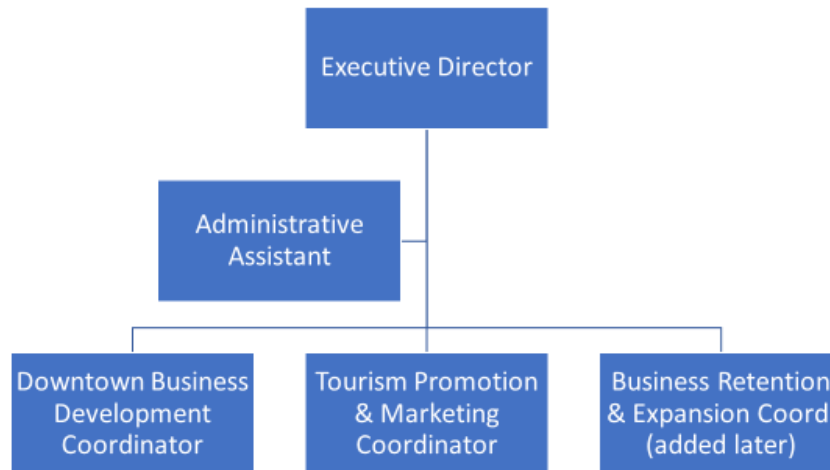 Executive Director
Administrative
Assistant
Downtown Business
Development
Coordinator
Tourism Promotion
& Marketing
Coordinator
Business Retention
& Expansion Coord.
(added later)